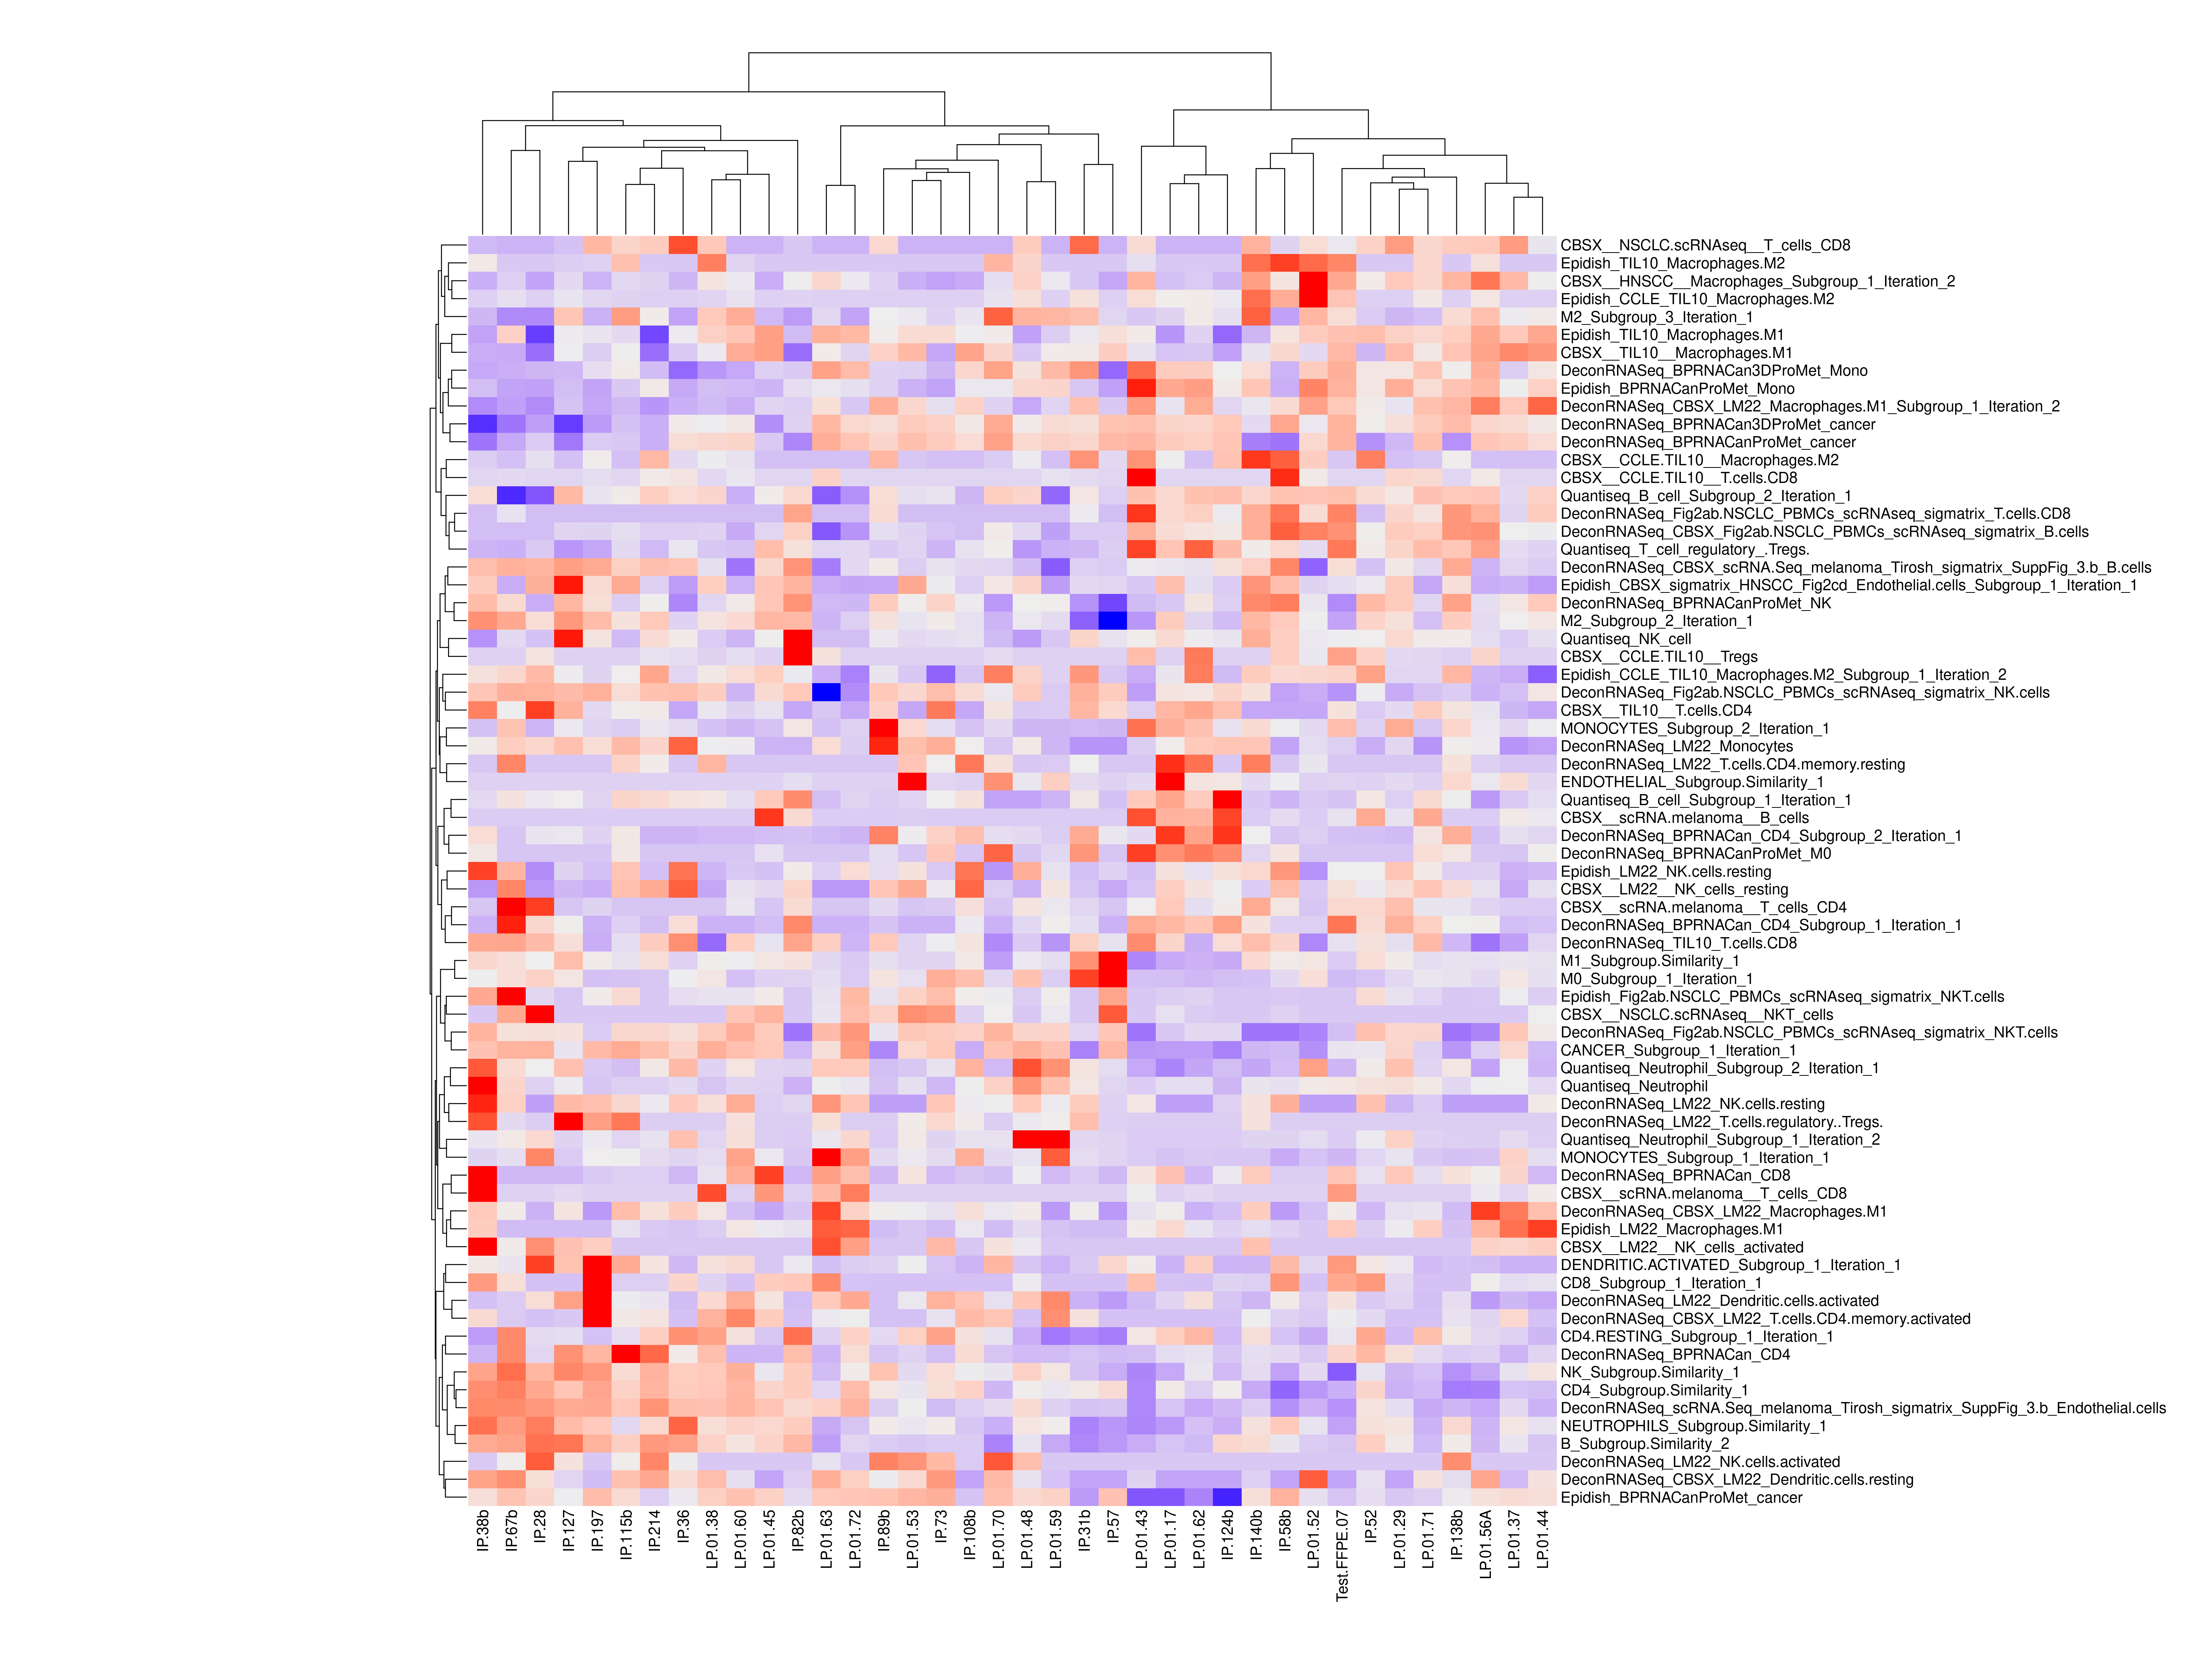 CBSX__NSCLC.scRNAseq__T_cells_CD8
Epidish_TIL10_Macrophages.M2
CBSX__HNSCC__Macrophages_Subgroup_1_Iteration_2
Epidish_CCLE_TIL10_Macrophages.M2
M2_Subgroup_3_Iteration_1
Epidish_TIL10_Macrophages.M1
CBSX__TIL10__Macrophages.M1
DeconRNASeq_BPRNACan3DProMet_Mono
Epidish_BPRNACanProMet_Mono
DeconRNASeq_CBSX_LM22_Macrophages.M1_Subgroup_1_Iteration_2
DeconRNASeq_BPRNACan3DProMet_cancer
DeconRNASeq_BPRNACanProMet_cancer
CBSX__CCLE.TIL10__Macrophages.M2
CBSX__CCLE.TIL10__T.cells.CD8
Quantiseq_B_cell_Subgroup_2_Iteration_1
DeconRNASeq_Fig2ab.NSCLC_PBMCs_scRNAseq_sigmatrix_T.cells.CD8
DeconRNASeq_CBSX_Fig2ab.NSCLC_PBMCs_scRNAseq_sigmatrix_B.cells
Quantiseq_T_cell_regulatory_.Tregs.
DeconRNASeq_CBSX_scRNA.Seq_melanoma_Tirosh_sigmatrix_SuppFig_3.b_B.cells
Epidish_CBSX_sigmatrix_HNSCC_Fig2cd_Endothelial.cells_Subgroup_1_Iteration_1
DeconRNASeq_BPRNACanProMet_NK
M2_Subgroup_2_Iteration_1
Quantiseq_NK_cell
CBSX__CCLE.TIL10__Tregs
Epidish_CCLE_TIL10_Macrophages.M2_Subgroup_1_Iteration_2
DeconRNASeq_Fig2ab.NSCLC_PBMCs_scRNAseq_sigmatrix_NK.cells
CBSX__TIL10__T.cells.CD4
MONOCYTES_Subgroup_2_Iteration_1
DeconRNASeq_LM22_Monocytes
DeconRNASeq_LM22_T.cells.CD4.memory.resting
ENDOTHELIAL_Subgroup.Similarity_1
Quantiseq_B_cell_Subgroup_1_Iteration_1
CBSX__scRNA.melanoma__B_cells
DeconRNASeq_BPRNACan_CD4_Subgroup_2_Iteration_1
DeconRNASeq_BPRNACanProMet_M0
Epidish_LM22_NK.cells.resting
CBSX__LM22__NK_cells_resting
CBSX__scRNA.melanoma__T_cells_CD4
DeconRNASeq_BPRNACan_CD4_Subgroup_1_Iteration_1
DeconRNASeq_TIL10_T.cells.CD8
M1_Subgroup.Similarity_1
M0_Subgroup_1_Iteration_1
Epidish_Fig2ab.NSCLC_PBMCs_scRNAseq_sigmatrix_NKT.cells
CBSX__NSCLC.scRNAseq__NKT_cells
DeconRNASeq_Fig2ab.NSCLC_PBMCs_scRNAseq_sigmatrix_NKT.cells
CANCER_Subgroup_1_Iteration_1
Quantiseq_Neutrophil_Subgroup_2_Iteration_1
Quantiseq_Neutrophil
DeconRNASeq_LM22_NK.cells.resting
DeconRNASeq_LM22_T.cells.regulatory..Tregs.
Quantiseq_Neutrophil_Subgroup_1_Iteration_2
MONOCYTES_Subgroup_1_Iteration_1
DeconRNASeq_BPRNACan_CD8
CBSX__scRNA.melanoma__T_cells_CD8
DeconRNASeq_CBSX_LM22_Macrophages.M1
Epidish_LM22_Macrophages.M1
CBSX__LM22__NK_cells_activated
DENDRITIC.ACTIVATED_Subgroup_1_Iteration_1
CD8_Subgroup_1_Iteration_1
DeconRNASeq_LM22_Dendritic.cells.activated
DeconRNASeq_CBSX_LM22_T.cells.CD4.memory.activated
CD4.RESTING_Subgroup_1_Iteration_1
DeconRNASeq_BPRNACan_CD4
NK_Subgroup.Similarity_1
CD4_Subgroup.Similarity_1
DeconRNASeq_scRNA.Seq_melanoma_Tirosh_sigmatrix_SuppFig_3.b_Endothelial.cells
NEUTROPHILS_Subgroup.Similarity_1
B_Subgroup.Similarity_2
DeconRNASeq_LM22_NK.cells.activated
DeconRNASeq_CBSX_LM22_Dendritic.cells.resting
Epidish_BPRNACanProMet_cancer
IP.38b
IP.67b
IP.28
IP.127
IP.197
IP.115b
IP.214
IP.36
LP.01.38
LP.01.60
LP.01.45
IP.82b
LP.01.63
LP.01.72
IP.89b
LP.01.53
IP.73
IP.108b
LP.01.70
LP.01.48
LP.01.59
IP.31b
IP.57
LP.01.43
LP.01.17
LP.01.62
IP.124b
IP.140b
IP.58b
LP.01.52
Test.FFPE.07
IP.52
LP.01.29
LP.01.71
IP.138b
LP.01.56A
LP.01.37
LP.01.44